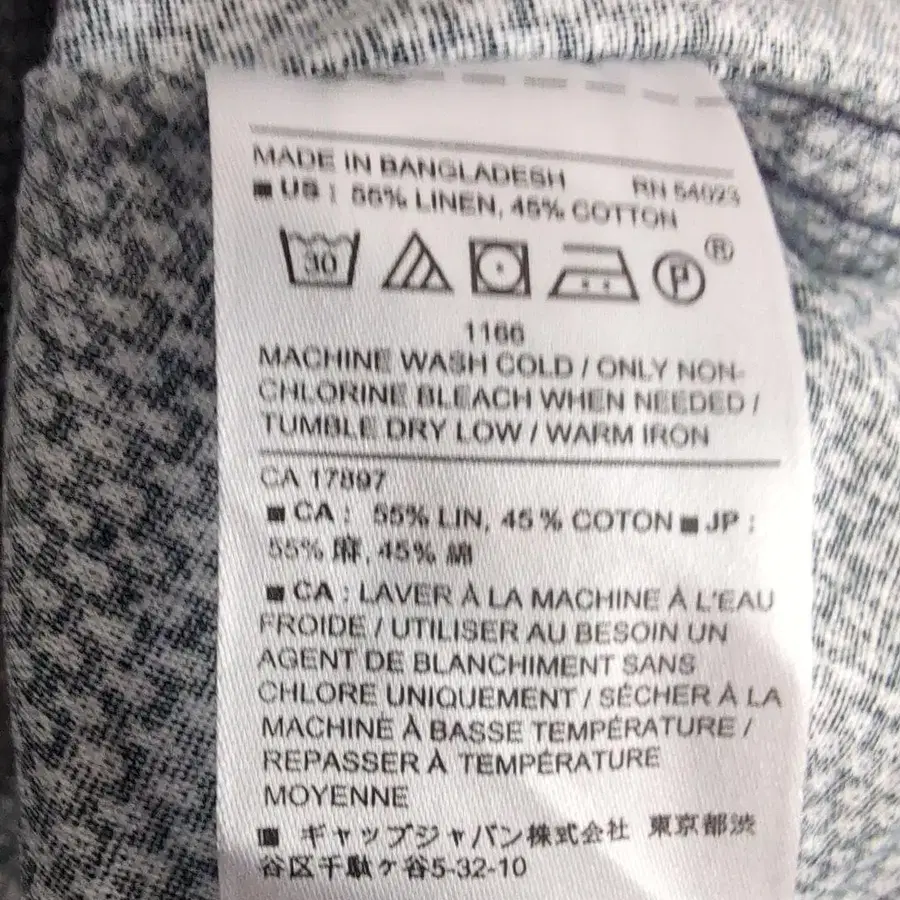 MADE IN BANGLADESH RN 54023
■ US : 55% LINEN, 45% COTTON
30 P ®
1166
MACHINE WASH COLD / ONLY NON-
CHLORINE BLEACH WHEN NEEDED /
TUMBLE DRY LOW / WARM IRON
CA 17897
■ CA : 55% LIN, 45 % COTON ■ JP :
55% 麻, 45% 綿
■ CA : LAVER À LA MACHINE À L'EAU
FROIDE / UTILISER AU BESOIN UN
AGENT DE BLANCHIMENT SANS
CHLORE UNIQUEMENT / SÉCHER À LA
MACHINE À BASSE TEMPÉRATURE /
REPASSER À TEMPÉRATURE
MOYENNE
■ ギャップジャパン株式会社 東京都渋
谷区千駄ケ谷5-32-10